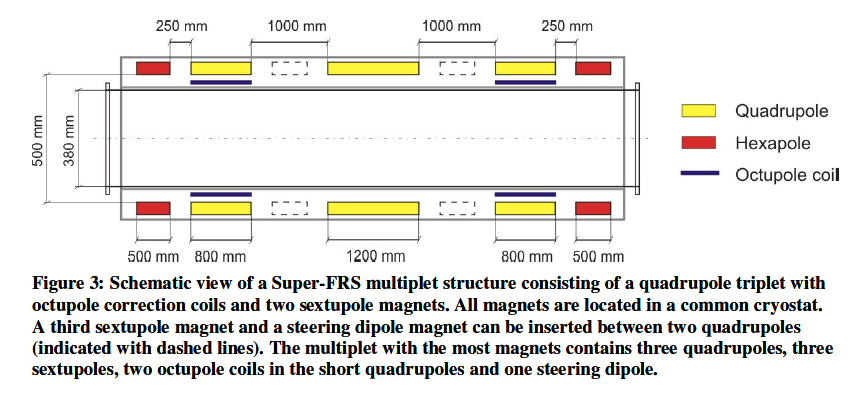 250 mm 1000 mm 1000 mm 250 mm
500 mm
380 mm
Quadrupole
Hexapole
Octupole coil
500 mm 800 mm 1200 mm 800 mm 500 mm
Figure 3: Schematic view of a Super-FRS multiplet structure consisting of a quadrupole triplet with
octupole correction coils and two sextupole magnets. All magnets are located in a common cryostat.
A third sextupole magnet and a steering dipole magnet can be inserted between two quadrupoles
(indicated with dashed lines). The multiplet with the most magnets contains three quadrupoles, three
sextupoles, two octupole coils in the short quadrupoles and one steering dipole.